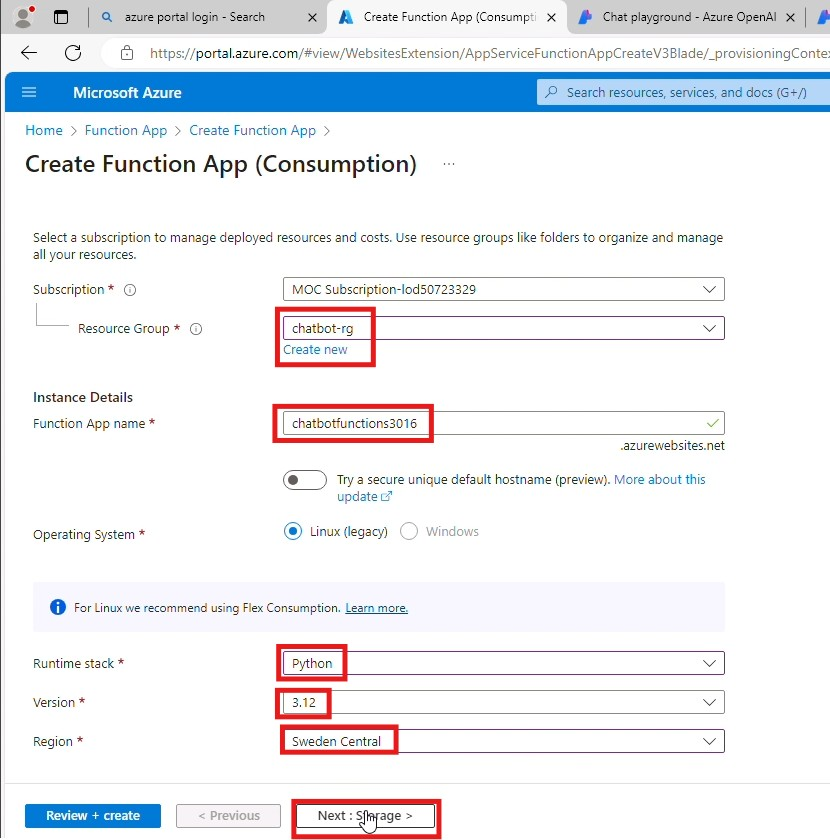 azure portal login - Search
Create Function App (Consumpti
Chat playground - Azure OpenAI
https://portal.azure.com/#view/WebsitesExtension/AppServiceFunctionAppCreateV3Blade/_provisioningConte
Microsoft Azure
Search resources, services, and docs (G+/)
Home > Function App > Create Function App >
Create Function App (Consumption) ...
Select a subscription to manage deployed resources and costs. Use resource groups like folders to organize and manage
all your resources.
Subscription *
MOC Subscription-lod50723329
Resource Group *
chatbot-rg
Create new
Instance Details
Function App name *
chatbotfunctions3016
.azurewebsites.net
Try a secure unique default hostname (preview). More about this
update
Operating System *
Linux (legacy)
Windows
For Linux we recommend using Flex Consumption. Learn more.
Runtime stack *
Python
Version *
3.12
Region *
Sweden Central
Review + create
< Previous
Next : Storage >